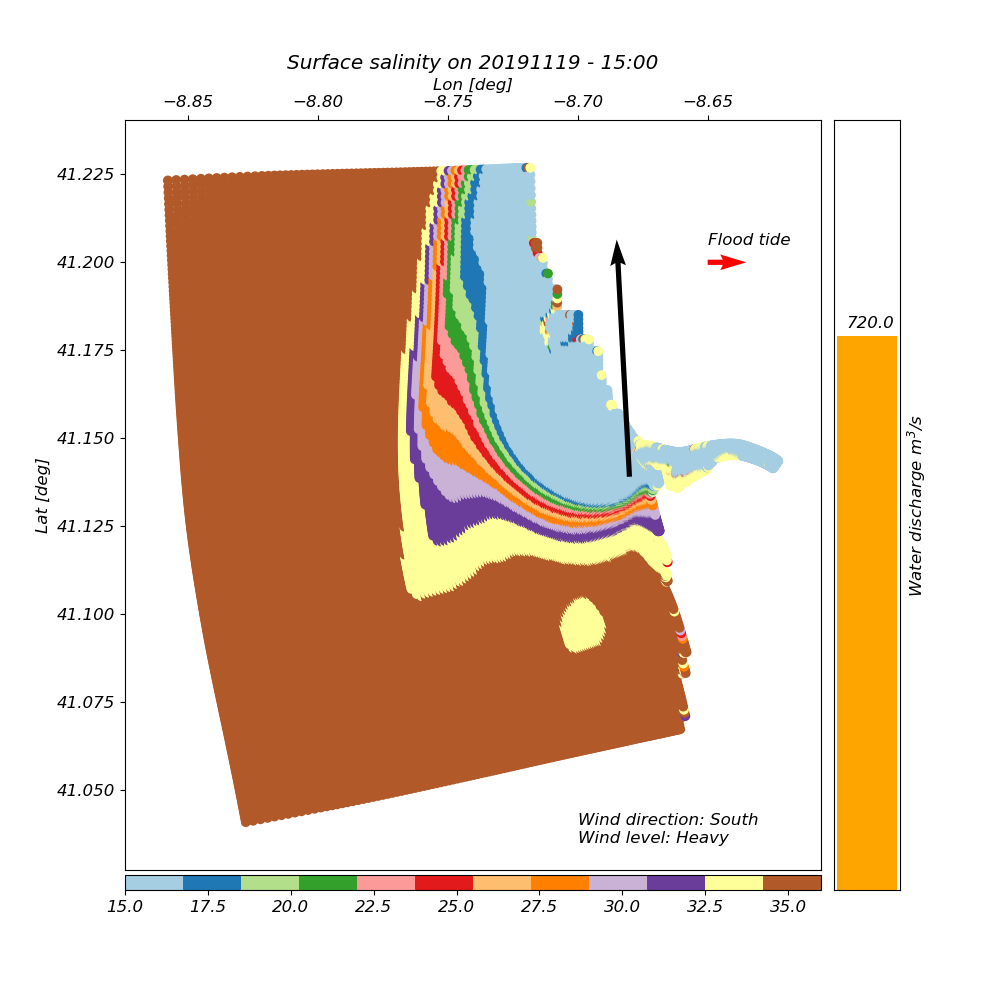 Surface salinity on 20191119 - 15:00
Lon [deg]
−8.85 −8.80 −8.75 −8.70 −8.65
41.225
Flood tide
41.200
720.0
41.175
41.150
Lat [deg]
Water discharge m³/s
41.125
41.100
41.075
41.050
Wind direction: South
Wind level: Heavy
15.0 17.5 20.0 22.5 25.0 27.5 30.0 32.5 35.0